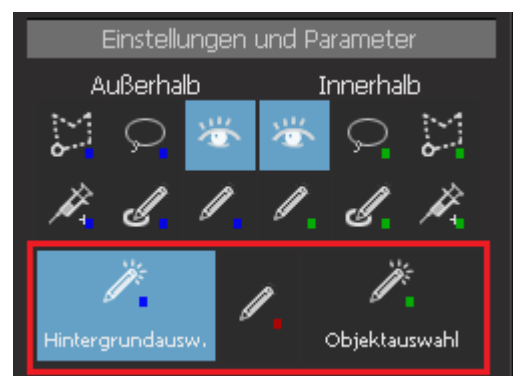 Einstellungen und Parameter
Außerhalb Innerhalb
Hintergrundausw. Objektauswahl